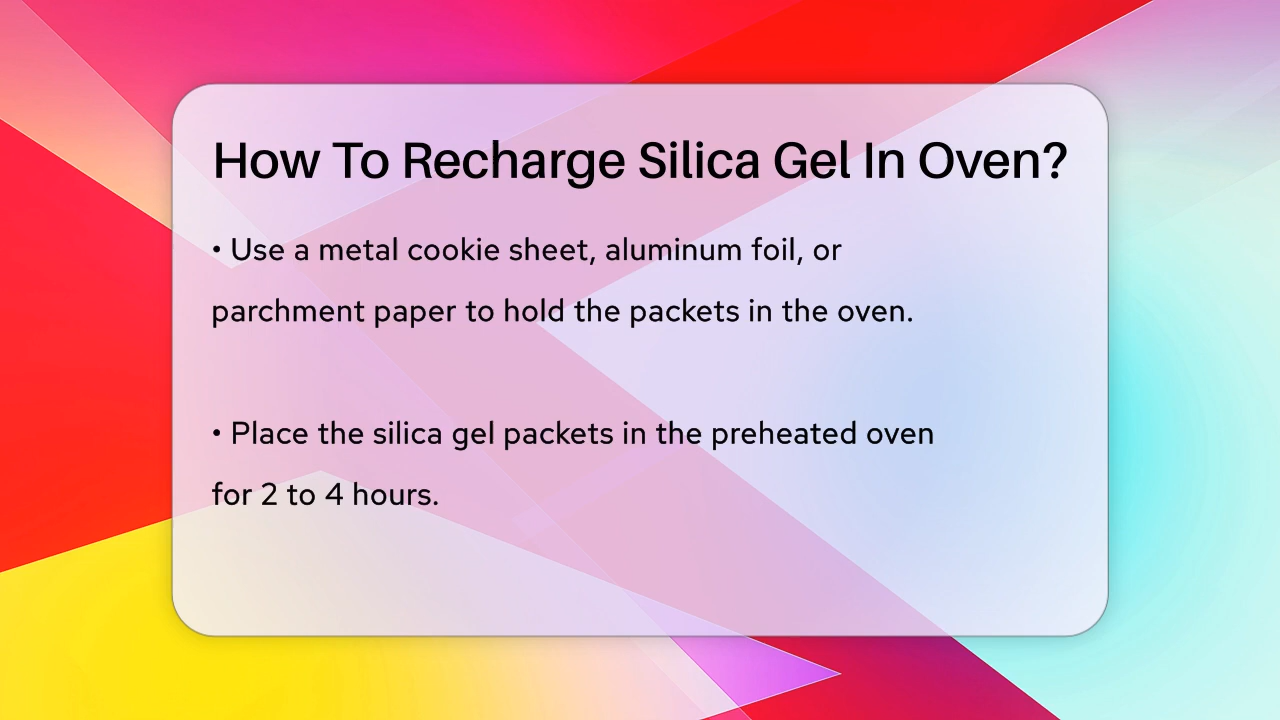 How To Recharge Silica Gel In Oven?
• Use a metal cookie sheet, aluminum foil, or
parchment paper to hold the packets in the oven.
• Place the silica gel packets in the preheated oven
for 2 to 4 hours.